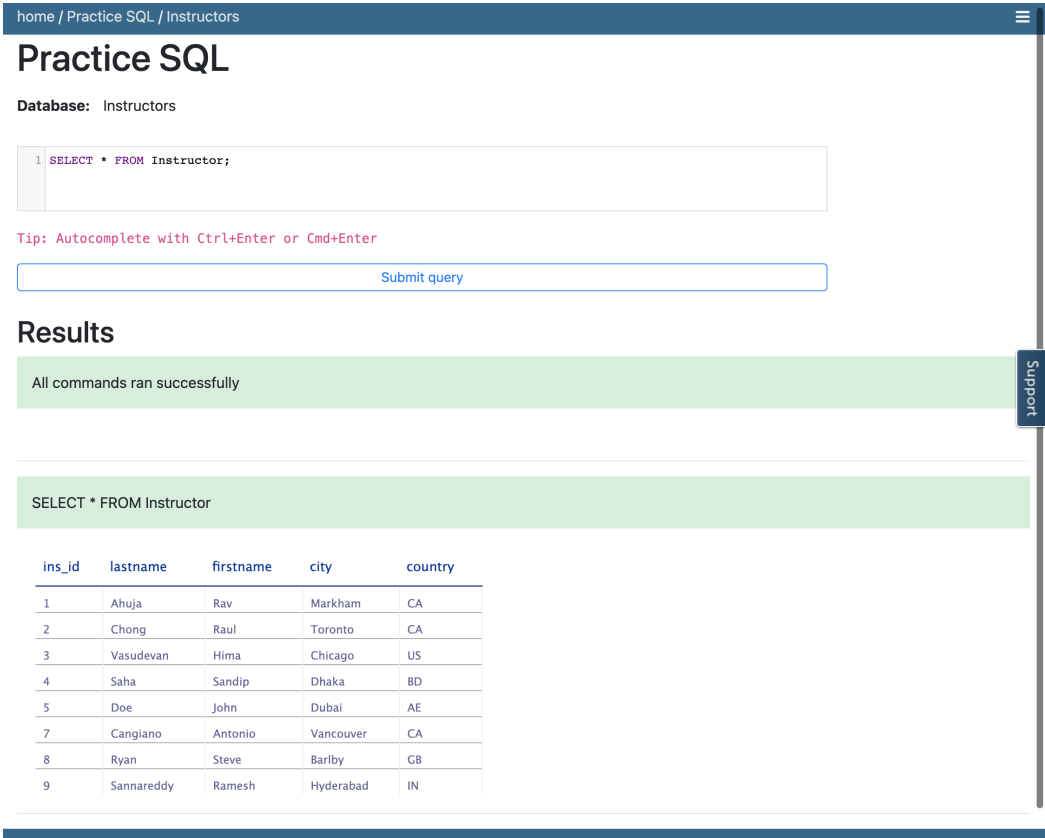 home / Practice SQL / Instructors
Practice SQL
Database: Instructors
1 SELECT * FROM Instructor;
Tip: Autocomplete with Ctrl+Enter or Cmd+Enter
Submit query
Results
All commands ran successfully
Support
SELECT * FROM Instructor
ins_id lastname firstname city country
1 Ahuja Rav Markham CA
2 Chong Raul Toronto CA
3 Vasudevan Hima Chicago US
4 Saha Sandip Dhaka BD
5 Doe John Dubai AE
7 Cangiano Antonio Vancouver CA
8 Ryan Steve Barlby GB
9 Sannareddy Ramesh Hyderabad IN